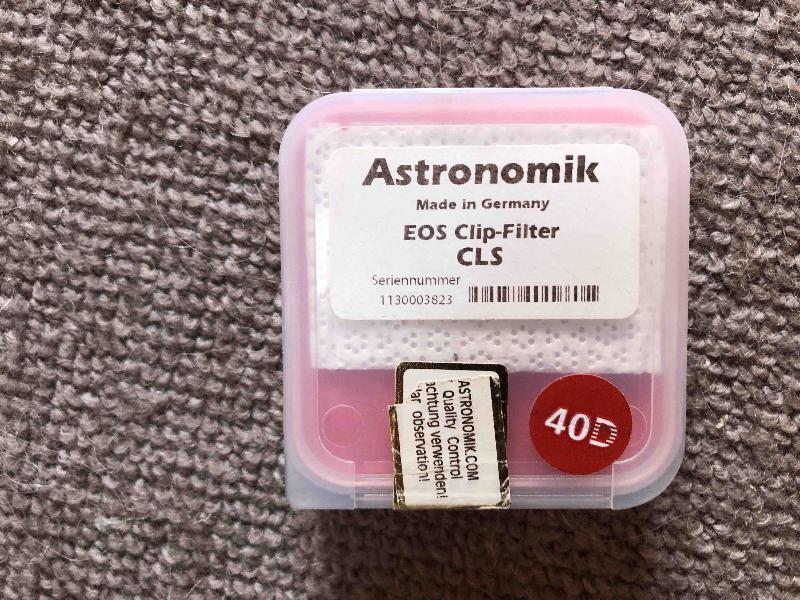 Astronomik
Made in Germany
EOS Clip-Filter
CLS
Seriennummer
1130003823
40D
ASTRONOMIK.COM
Quality Control
achtung verwenden!
observation!